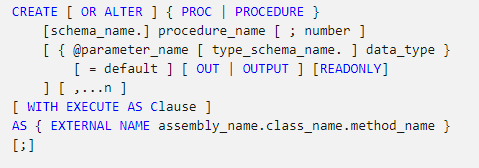 CREATE [ OR ALTER ] { PROC | PROCEDURE }
    [schema_name.] procedure_name [ ; number ]
    [ { @parameter_name [ type_schema_name. ] data_type }
        [ = default ] [ OUT | OUTPUT ] [READONLY]
    ] [ ,...n ]
[ WITH EXECUTE AS Clause ]
AS { EXTERNAL NAME assembly_name.class_name.method_name }
[;]